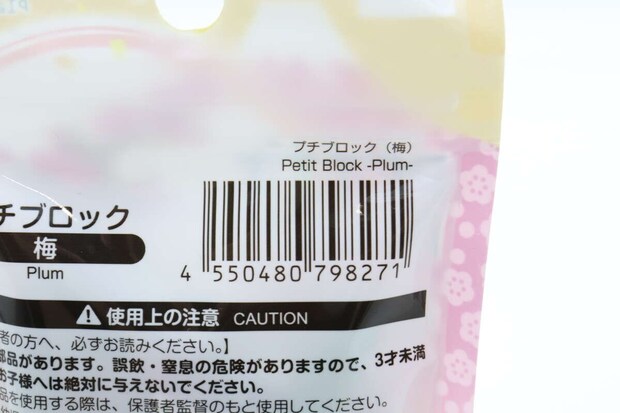 プチブロック（梅）
Petit Block -Plum-
チブロック
梅
Plum
4 550480 798271
使用上の注意 CAUTION
者の方へ、必ずお読みください。】
部品があります。誤飲・窒息の危険がありますので、3才未満
お子様へは絶対に与えないでください。
品を使用する際は、保護者監督のもと使用してください。